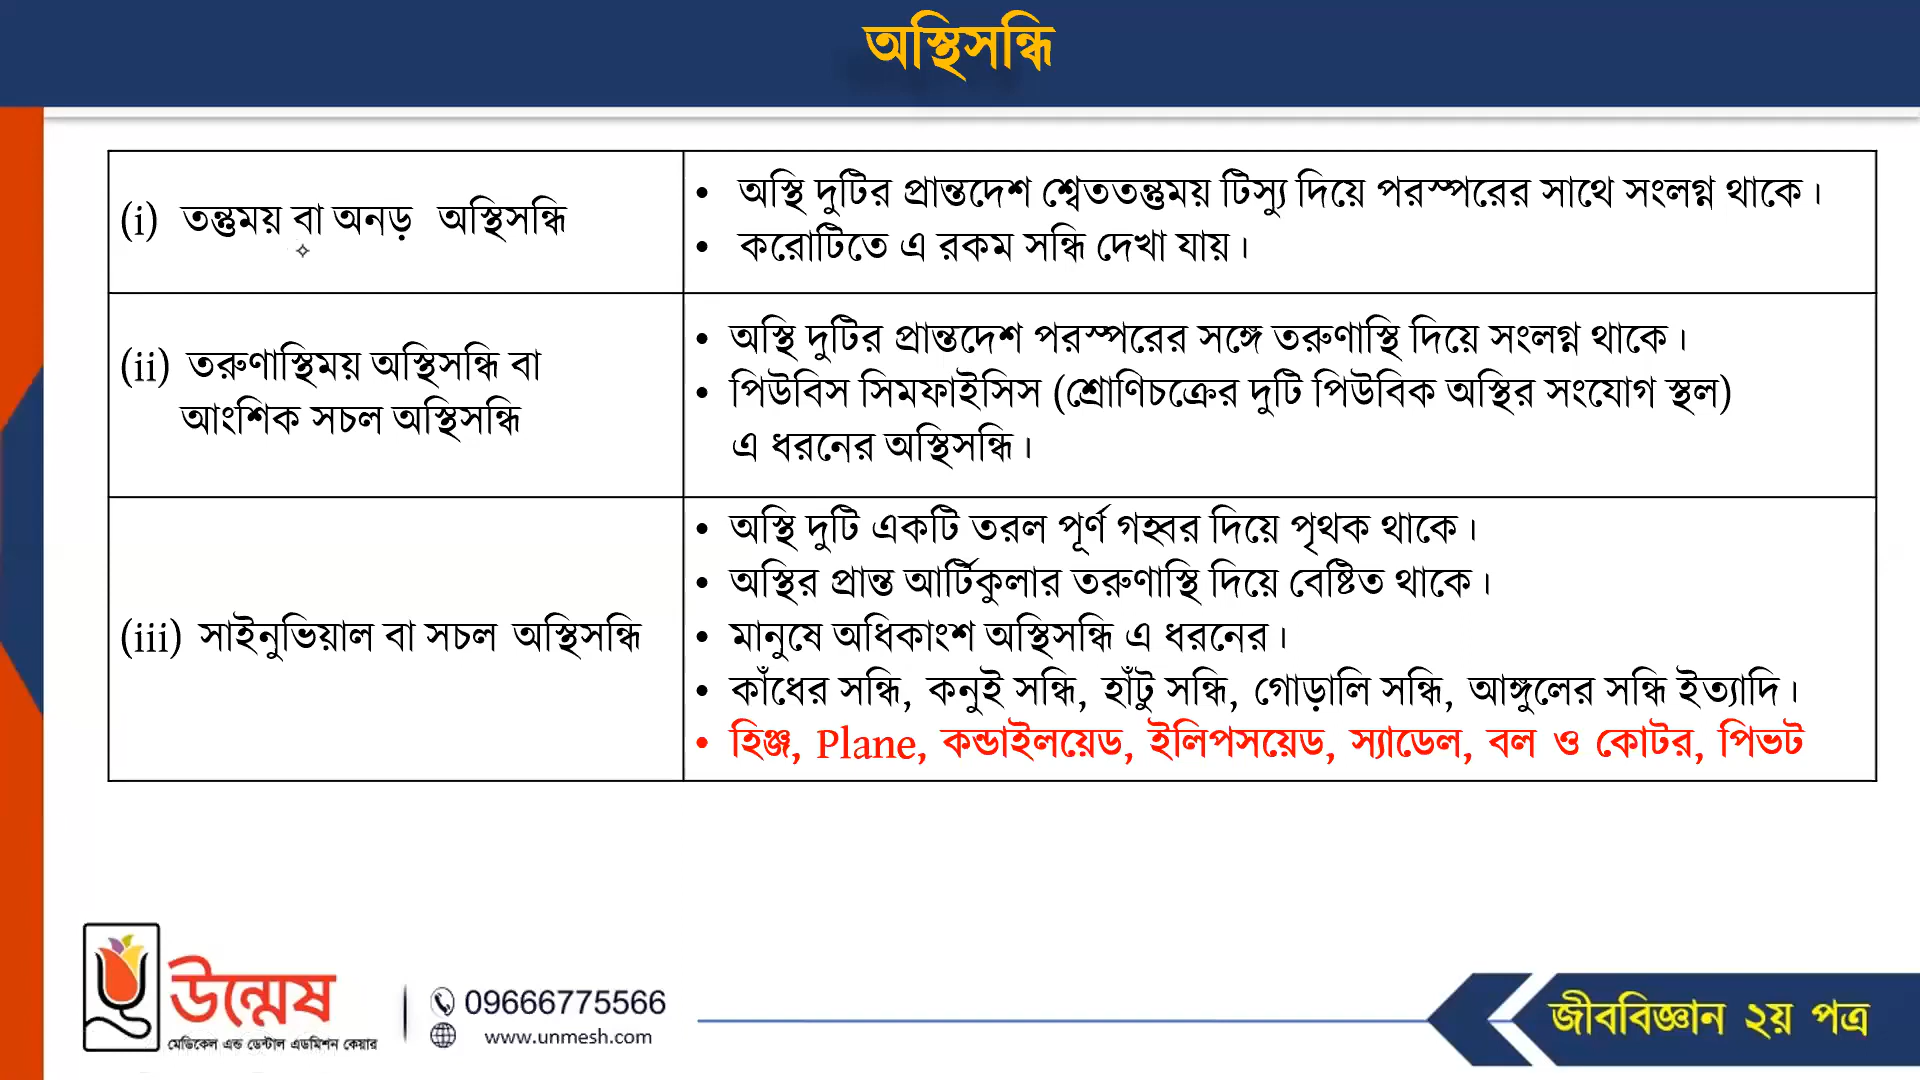 অস্থিসন্ধি
(i) তন্তুময় বা অনড় অস্থিসন্ধি
• অস্থি দুটির প্রান্তদেশ শ্বেততন্তুময় টিস্যু দিয়ে পরস্পরের সাথে সংলগ্ন থাকে।
• করোটিতে এ রকম সন্ধি দেখা যায়।
(ii) তরুণাস্থিময় অস্থিসন্ধি বা
আংশিক সচল অস্থিসন্ধি
• অস্থি দুটির প্রান্তদেশ পরস্পরের সঙ্গে তরুণাস্থি দিয়ে সংলগ্ন থাকে।
• পিউবিস সিমফাইসিস (শ্রোণিচক্রের দুটি পিউবিক অস্থির সংযোগ স্থল)
এ ধরনের অস্থিসন্ধি।
(iii) সাইনুভিয়াল বা সচল অস্থিসন্ধি
• অস্থি দুটি একটি তরল পূর্ণ গহ্বর দিয়ে পৃথক থাকে।
• অস্থির প্রান্ত আর্টিকুলার তরুণাস্থি দিয়ে বেষ্টিত থাকে।
• মানুষে অধিকাংশ অস্থিসন্ধি এ ধরনের।
• কাঁধের সন্ধি, কনুই সন্ধি, হাঁটু সন্ধি, গোড়ালি সন্ধি, আঙ্গুলের সন্ধি ইত্যাদি।
• হিঞ্জ, Plane, কন্ডাইলয়েড, ইলিপসয়েড, স্যাডেল, বল ও কোটর, পিভট
উন্মেষ
মেডিকেল এন্ড ডেন্টাল এডমিশন কেয়ার
09666775566
www.unmesh.com
জীববিজ্ঞান ২য় পত্র